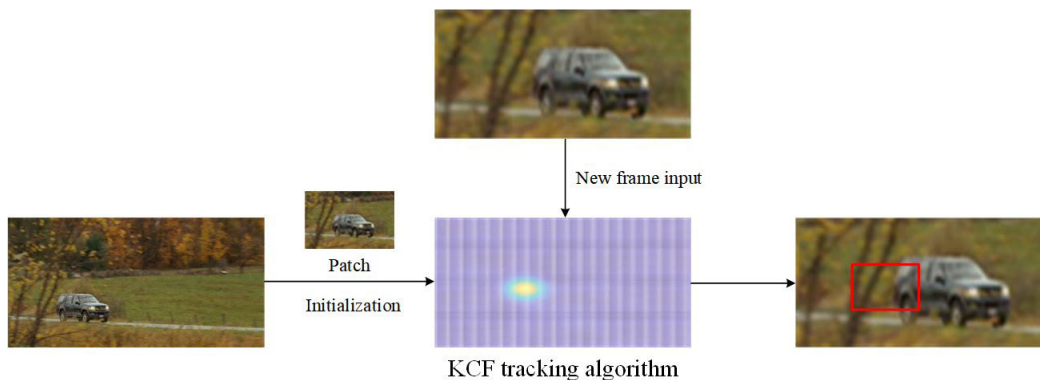 New frame input
Patch
Initialization
KCF tracking algorithm